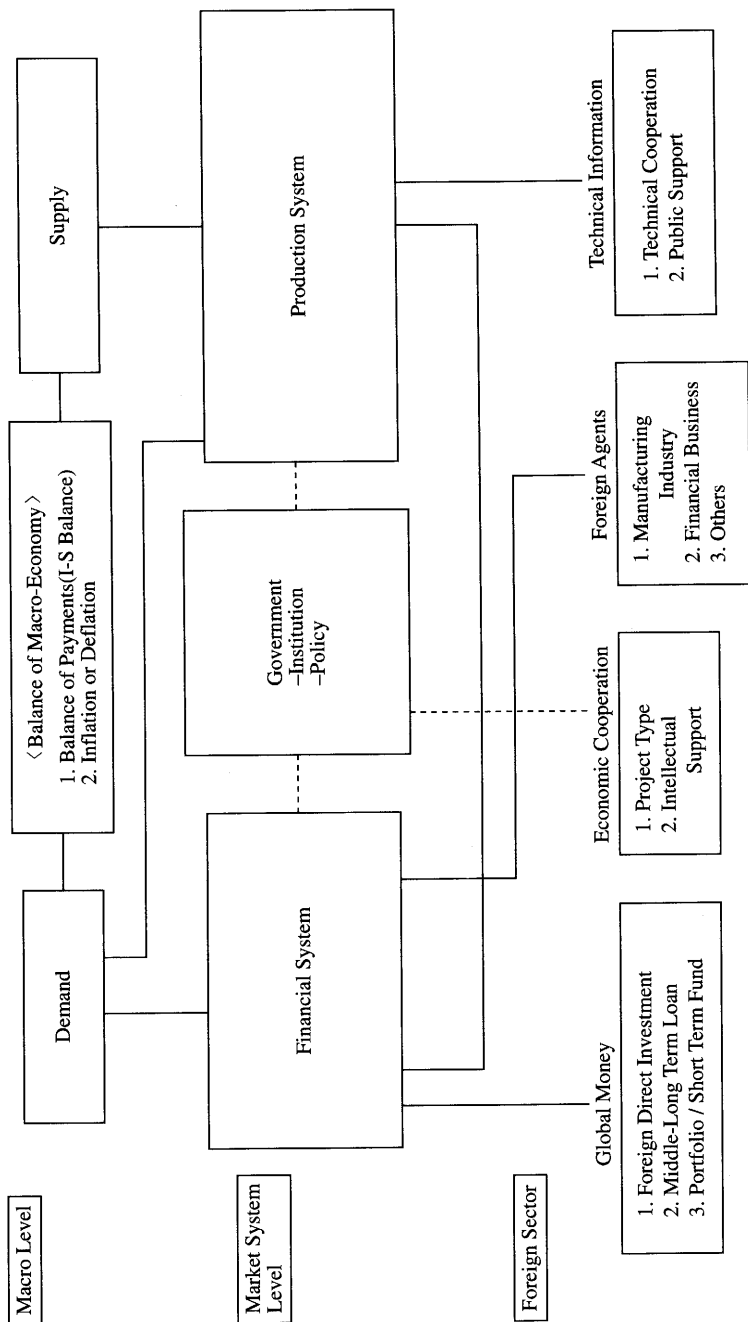 Macro Level
Demand
〈Balance of Macro-Economy〉
1. Balance of Payments(I-S Balance)
2. Inflation or Deflation
Supply
Market System
Level
Financial System
Government
–Institution
–Policy
Production System
Foreign Sector
Global Money
1. Foreign Direct Investment
2. Middle-Long Term Loan
3. Portfolio / Short Term Fund
Economic Cooperation
1. Project Type
2. Intellectual
Support
Foreign Agents
1. Manufacturing
Industry
2. Financial Business
3. Others
Technical Information
1. Technical Cooperation
2. Public Support